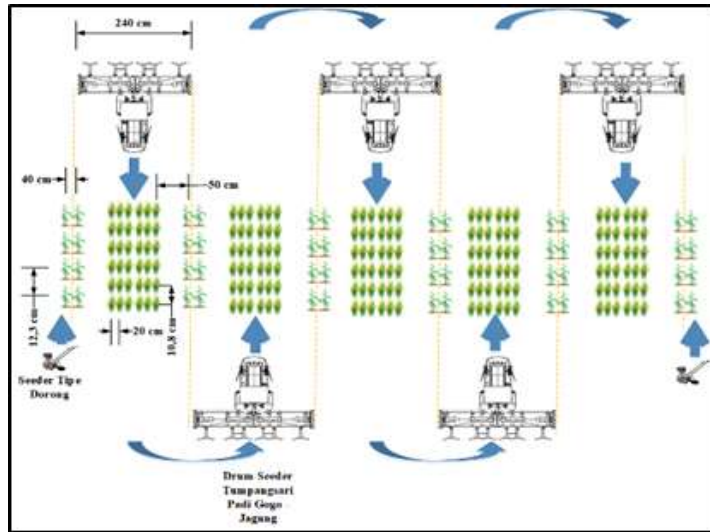 240 cm
40 cm
~50 cm
12,3 cm
20 cm
10,8 cm
Seeder Tipe
Dorong
Drum Seeder
Tumpangsari
Padi Gogo
Jagung